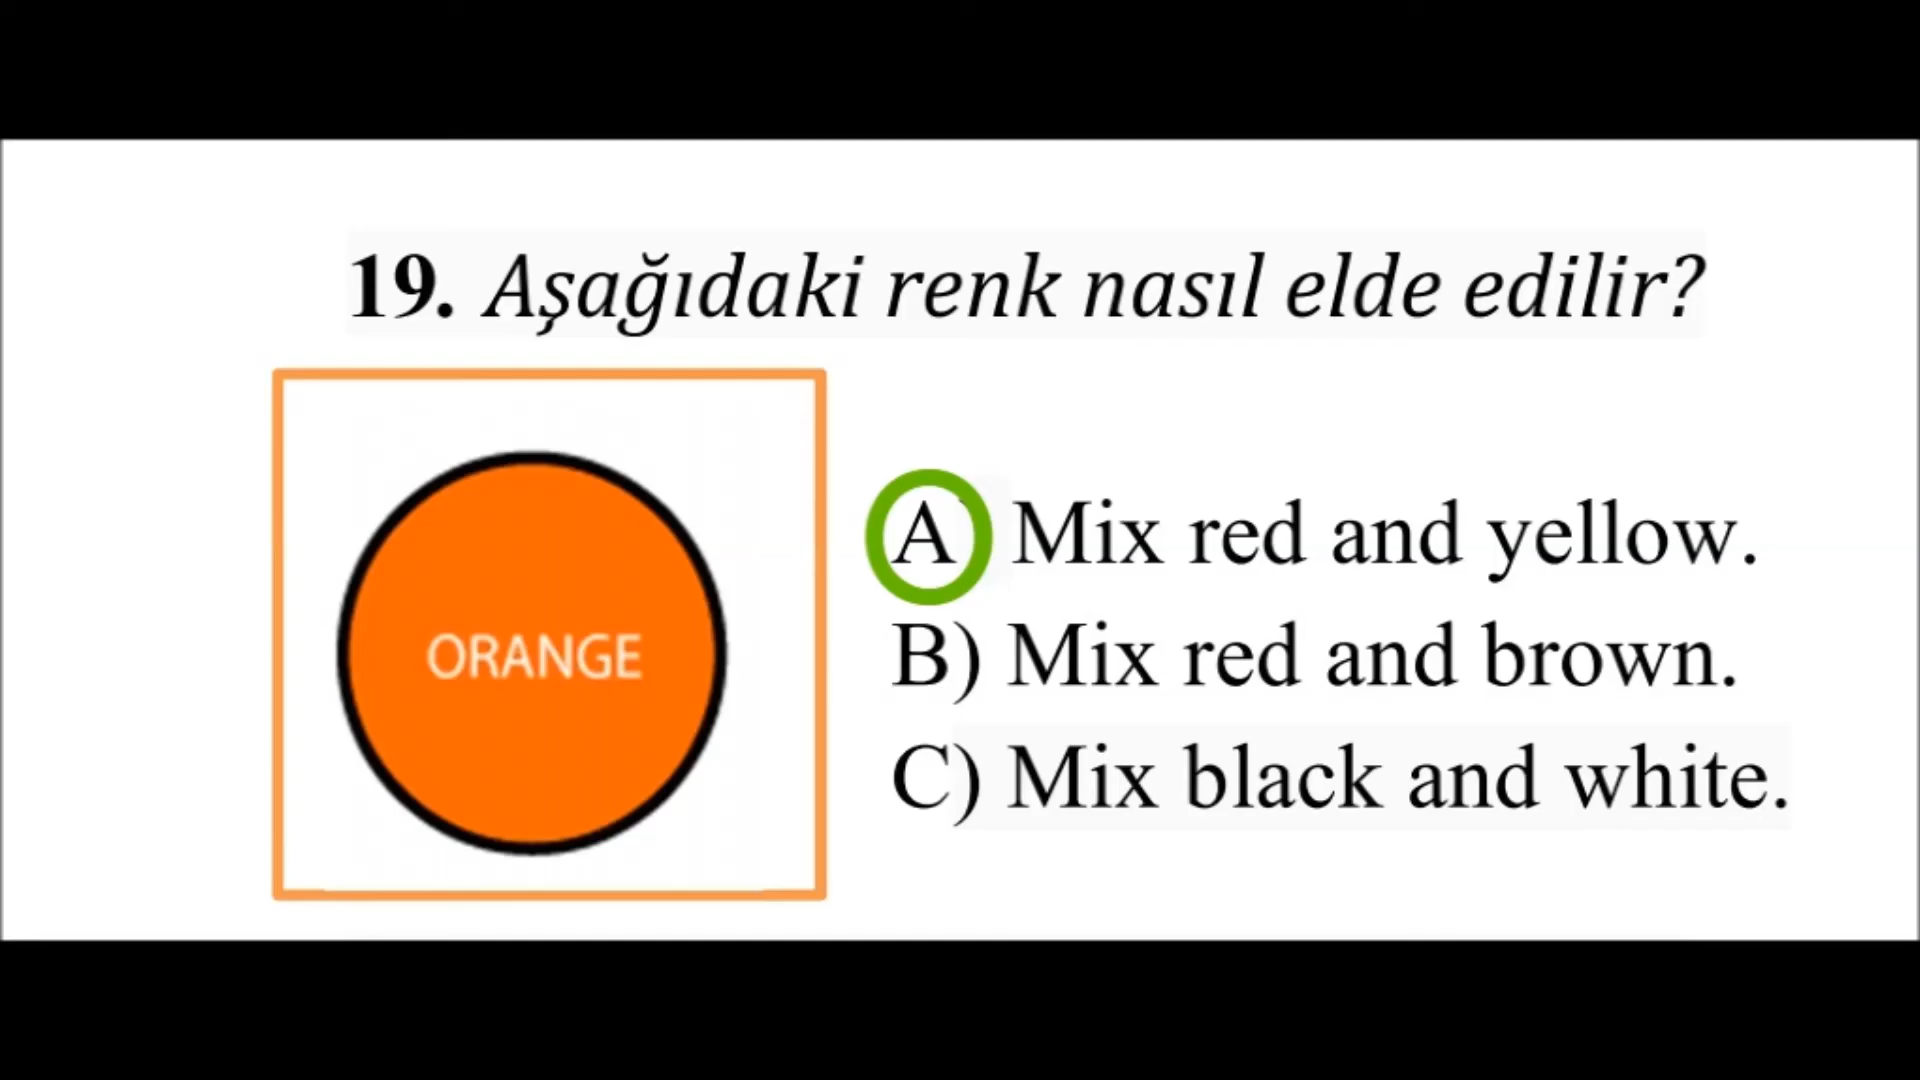 19. Aşağıdaki renk nasıl elde edilir?
ORANGE
A Mix red and yellow.
B) Mix red and brown.
C) Mix black and white.